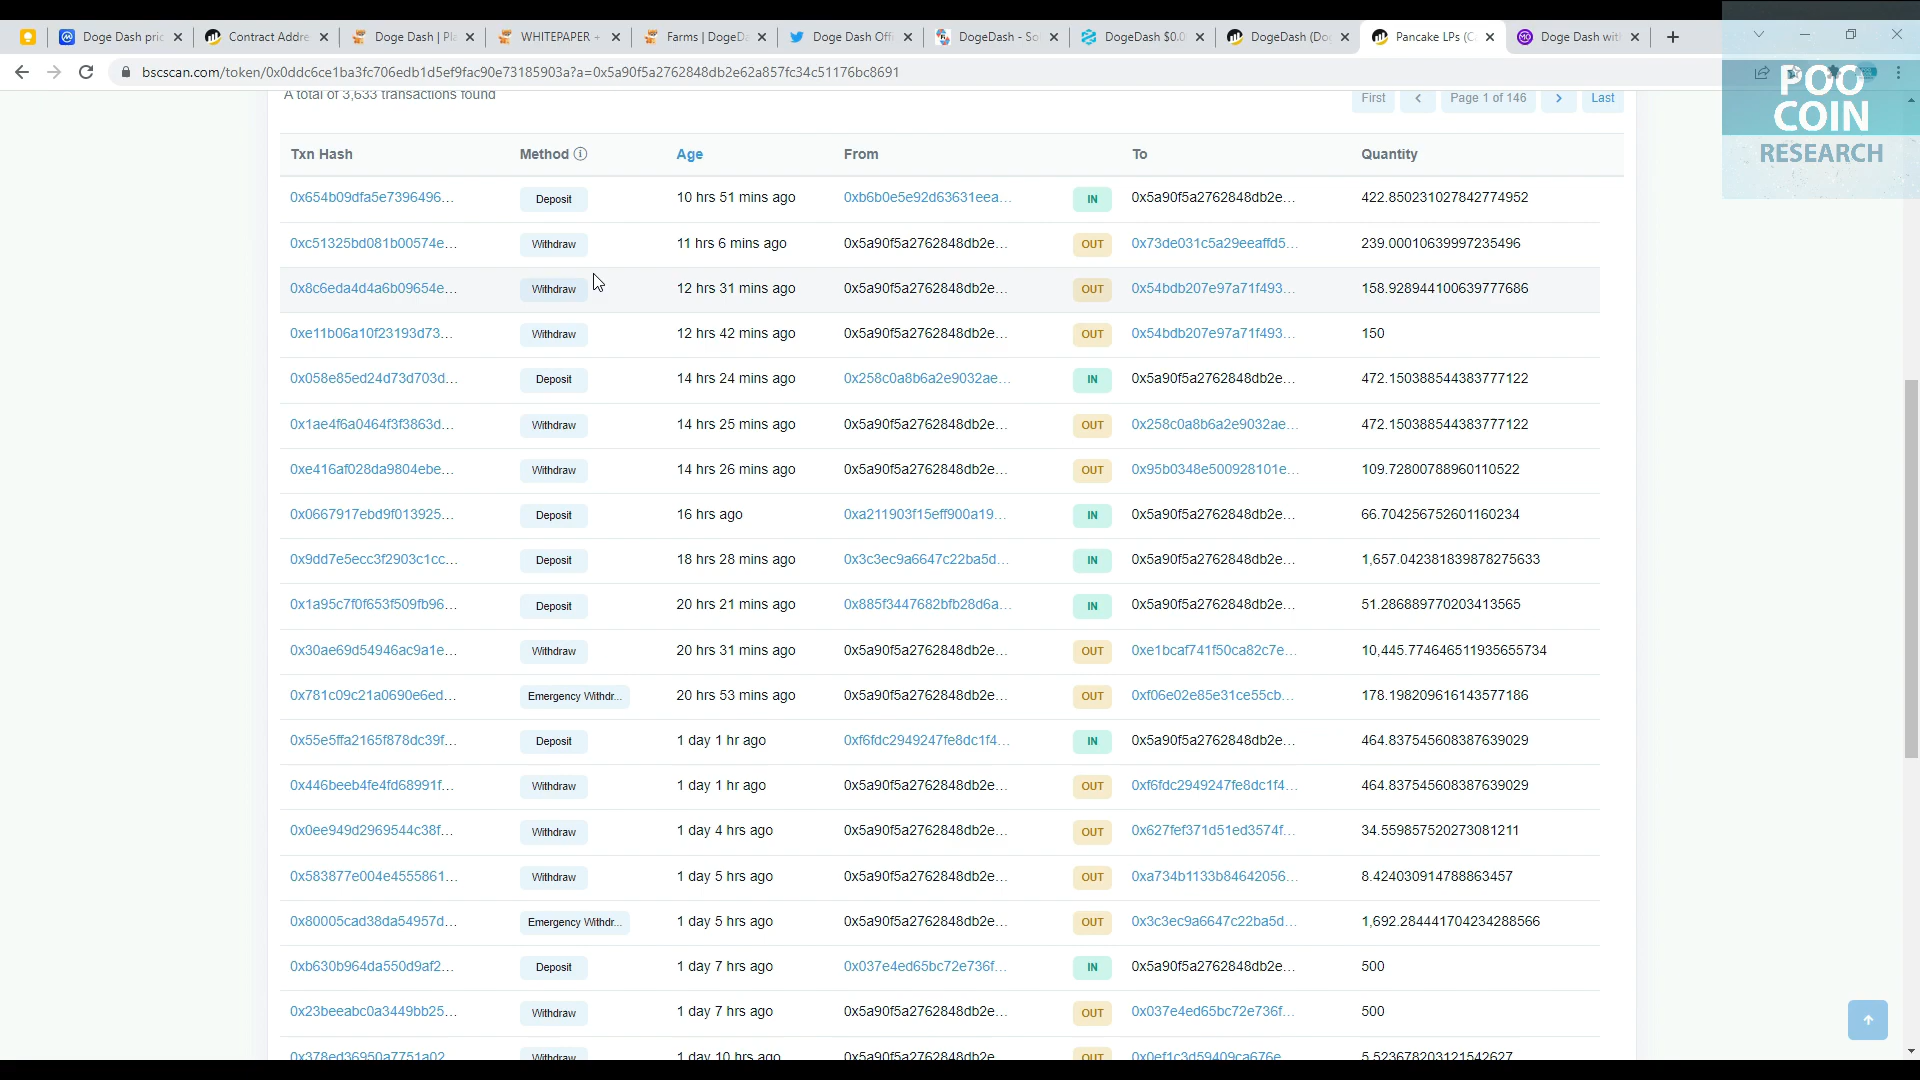 Doge Dash pric
Contract Addre
Doge Dash | Pl
WHITEPAPER -
Farms | DogeD
Doge Dash Off
DogeDash - So
DogeDash $0.0
DogeDash (Do
Pancake LPs (C
Doge Dash wit
bscscan.com/token/0x0ddc6ce1ba3fc706edb1d5ef9fac90e73185903a?a=0x5a90f5a2762848db2e62a857fc34c51176bc8691
POO
COIN
RESEARCH
A total of 3,633 transactions found
First < Page 1 of 146 > Last
Txn Hash Method Age From To Quantity
0x654b09dfa5e7396496... Deposit 10 hrs 51 mins ago 0xb6b0e5e92d63631eea... IN 0x5a90f5a2762848db2e... 422.850231027842774952
0xc51325bd081b00574e... Withdraw 11 hrs 6 mins ago 0x5a90f5a2762848db2e... OUT 0x73de031c5a29eeaffd5... 239.00010639997235496
0x8c6eda4d4a6b09654e... Withdraw 12 hrs 31 mins ago 0x5a90f5a2762848db2e... OUT 0x54bdb207e97a71f493... 158.928944100639777686
0xe11b06a10f23193d73... Withdraw 12 hrs 42 mins ago 0x5a90f5a2762848db2e... OUT 0x54bdb207e97a71f493... 150
0x058e85ed24d73d703d... Deposit 14 hrs 24 mins ago 0x258c0a8b6a2e9032ae... IN 0x5a90f5a2762848db2e... 472.150388544383777122
0x1ae4f6a0464f3f3863d... Withdraw 14 hrs 25 mins ago 0x5a90f5a2762848db2e... OUT 0x258c0a8b6a2e9032ae... 472.150388544383777122
0xe416af028da9804ebe... Withdraw 14 hrs 26 mins ago 0x5a90f5a2762848db2e... OUT 0x95b0348e500928101e... 109.72800788960110522
0x0667917ebd9f013925... Deposit 16 hrs ago 0xa211903f15eff900a19... IN 0x5a90f5a2762848db2e... 66.704256752601160234
0x9dd7e5ecc3f2903c1cc... Deposit 18 hrs 28 mins ago 0x3c3ec9a6647c22ba5d... IN 0x5a90f5a2762848db2e... 1,657.042381839878275633
0x1a95c7f0f653f509fb96... Deposit 20 hrs 21 mins ago 0x885f3447682bfb28d6a... IN 0x5a90f5a2762848db2e... 51.286889770203413565
0x30ae69d54946ac9a1e... Withdraw 20 hrs 31 mins ago 0x5a90f5a2762848db2e... OUT 0xe1bcaf741f50ca82c7e... 10,445.774646511935655734
0x781c09c21a0690e6ed... Emergency Withdr... 20 hrs 53 mins ago 0x5a90f5a2762848db2e... OUT 0xf06e02e85e31ce55cb... 178.198209616143577186
0x55e5ffa2165f878dc39f... Deposit 1 day 1 hr ago 0xf6fdc2949247fe8dc1f4... IN 0x5a90f5a2762848db2e... 464.837545608387639029
0x446beeb4fe4fd68991f... Withdraw 1 day 1 hr ago 0x5a90f5a2762848db2e... OUT 0xf6fdc2949247fe8dc1f4... 464.837545608387639029
0x0ee949d2969544c38f... Withdraw 1 day 4 hrs ago 0x5a90f5a2762848db2e... OUT 0x627fef371d51ed3574f... 34.559857520273081211
0x583877e004e4555861... Withdraw 1 day 5 hrs ago 0x5a90f5a2762848db2e... OUT 0xa734b1133b84642056... 8.424030914788863457
0x80005cad38da54957d... Emergency Withdr... 1 day 5 hrs ago 0x5a90f5a2762848db2e... OUT 0x3c3ec9a6647c22ba5d... 1,692.284441704234288566
0xb630b964da550d9af2... Deposit 1 day 7 hrs ago 0x037e4ed65bc72e736f... IN 0x5a90f5a2762848db2e... 500
0x23beeabc0a3449bb25... Withdraw 1 day 7 hrs ago 0x5a90f5a2762848db2e... OUT 0x037e4ed65bc72e736f... 500
0x378ed36950a7751a02 Withdraw 1 day 10 hrs ago 0x5a90f5a2762848db2e OUT 0x0ef1c3d59409ca676e 5.523678203121542627